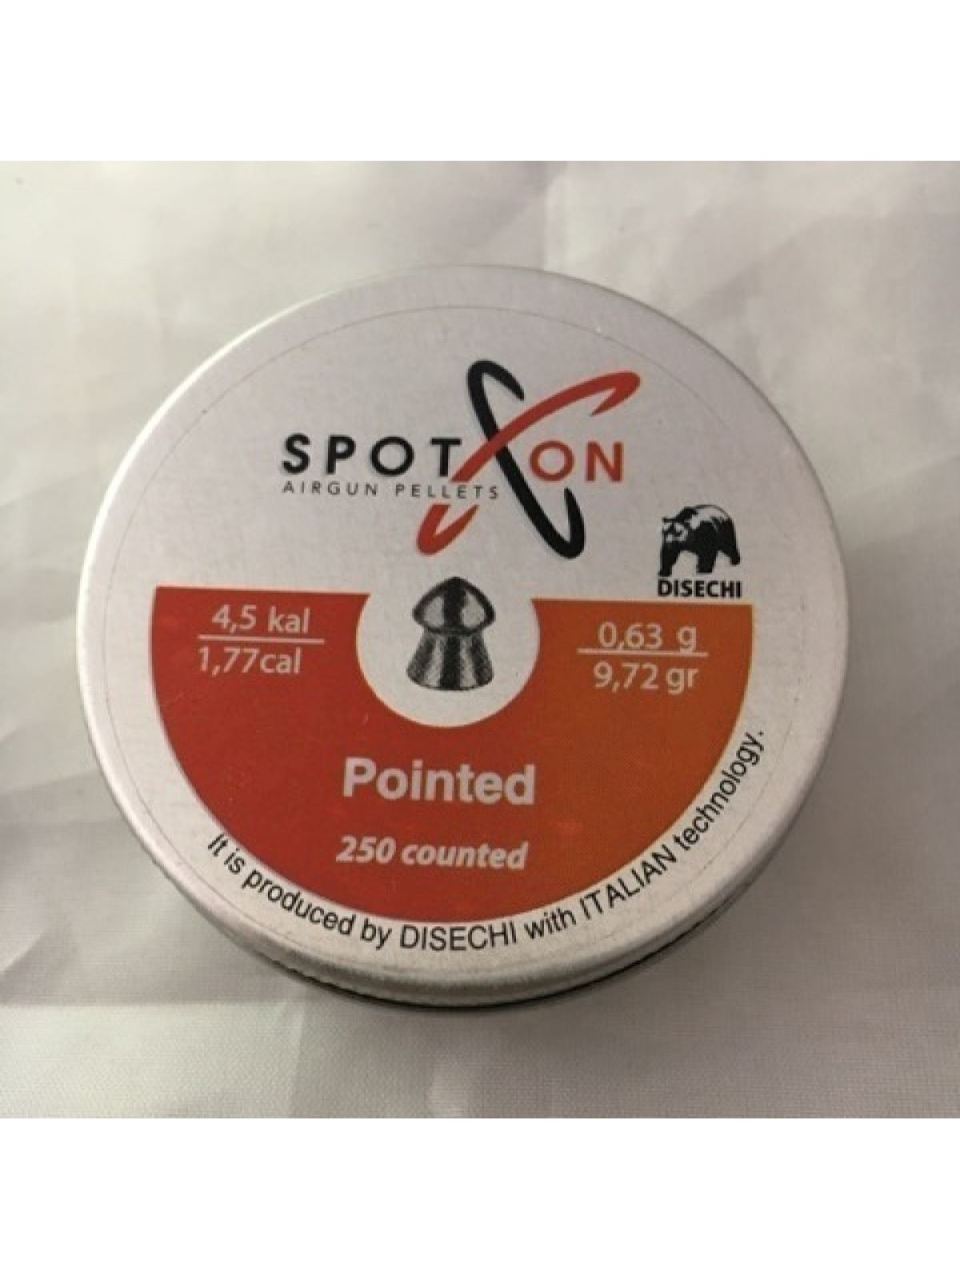 SPOT ON
AIRGUN PELLETS
DISECHI
4,5 kal
1,77cal
0,63 g
9,72 gr
Pointed
250 counted
It is produced by DISECHI with ITALIAN technology.